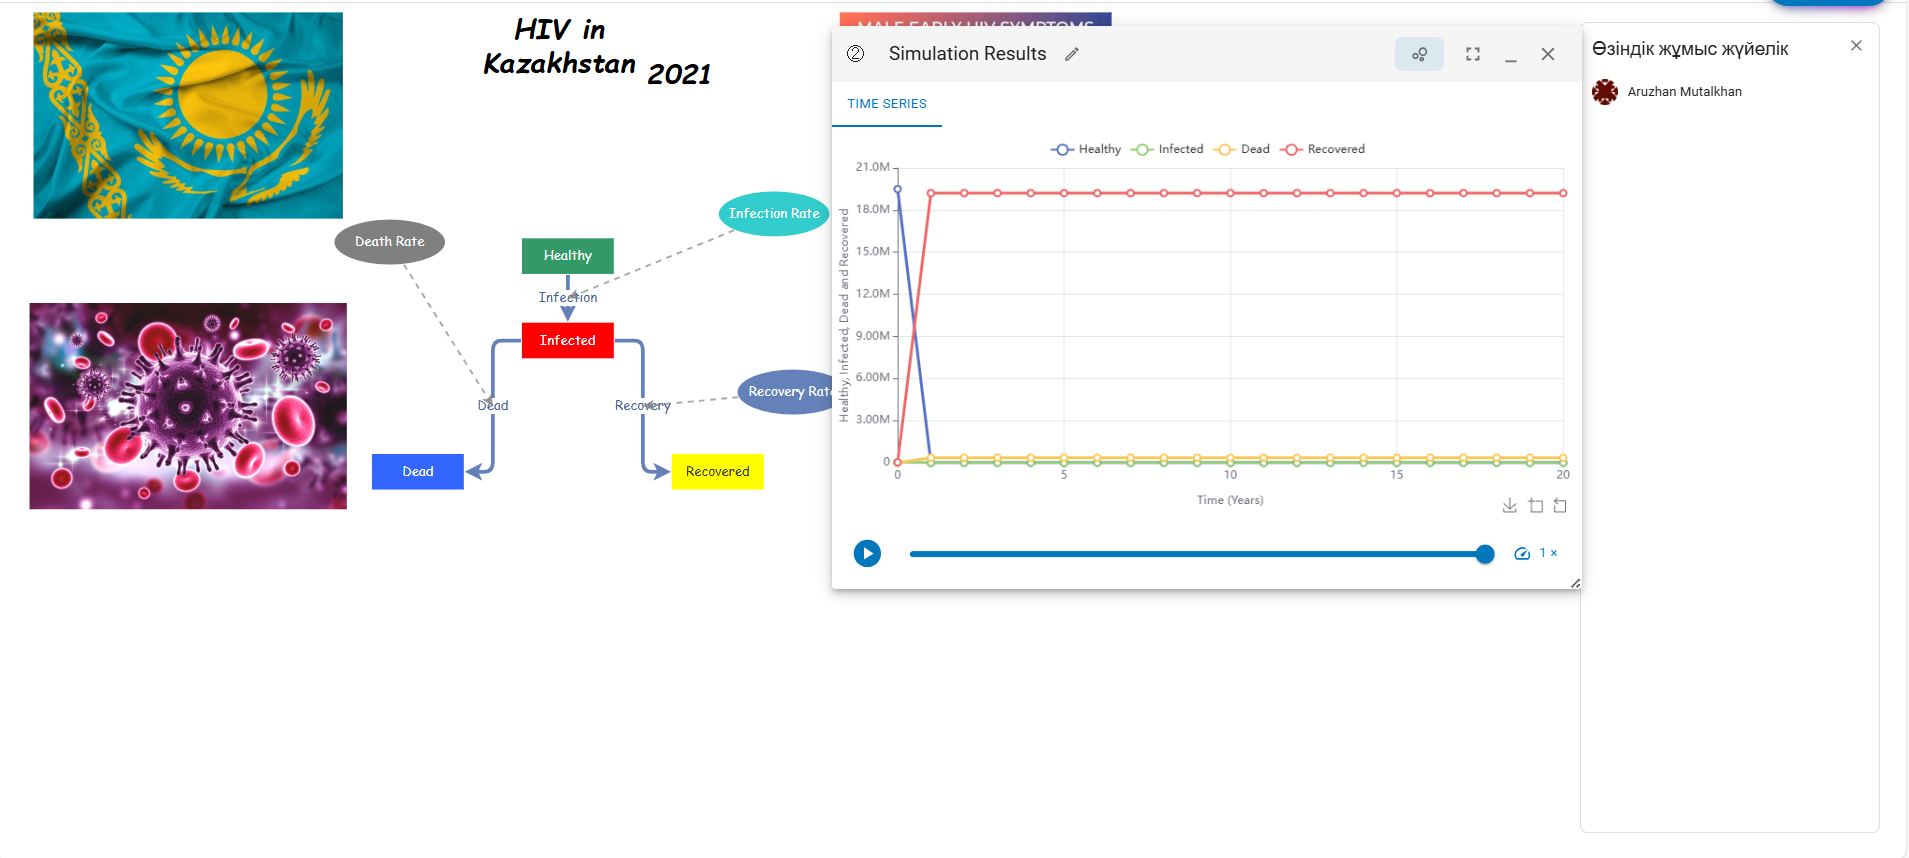 HIV in
Kazakhstan 2021
MALE EARLY HIV SYMPTOMS
Death Rate
Infection Rate
Healthy
Infection
Infected
Dead
Recovery
Recovery Rate
Dead
Recovered
② Simulation Results
TIME SERIES
Healthy Infected Dead Recovered
Healthy, Infected, Dead and Recovered
21.0M
18.0M
15.0M
12.0M
9.00M
6.00M
3.00M
0
0 5 10 15 20
Time (Years)
1 ×
Өзіндік жұмыс жүйелік
Aruzhan Mutalkhan